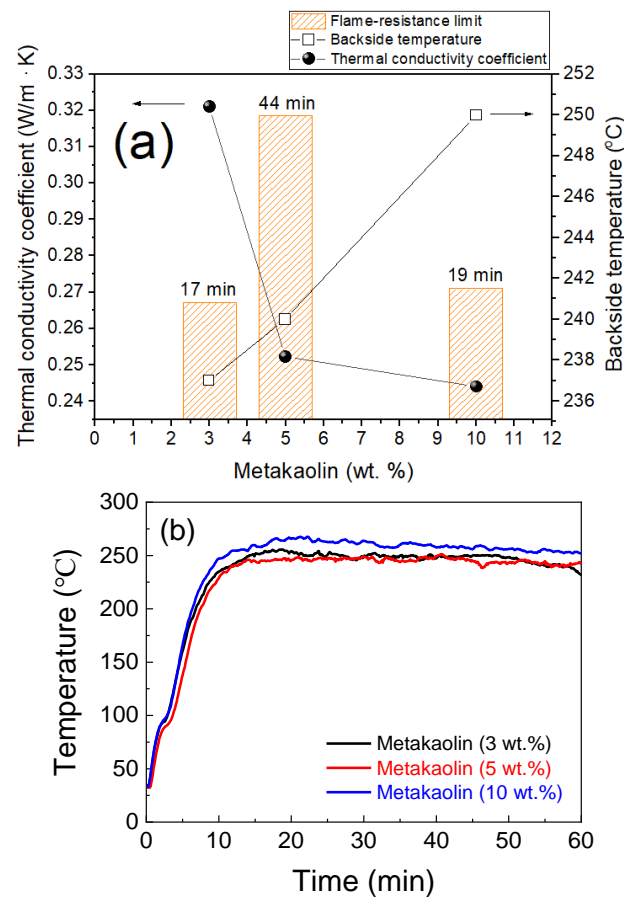 Flame-resistance limit
Backside temperature
Thermal conductivity coefficient
(a)
Thermal conductivity coefficient (W/m · K)
0.33
0.32
0.31
0.30
0.29
0.28
0.27
0.26
0.25
0.24
17 min
44 min
19 min
252
250
248
246
244
242
240
238
236
Backside temperature (°C)
0 1 2 3 4 5 6 7 8 9 10 11 12
Metakaolin (wt. %)
(b)
Temperature (℃)
300
250
200
150
100
50
0
Metakaolin (3 wt.%)
Metakaolin (5 wt.%)
Metakaolin (10 wt.%)
0 10 20 30 40 50 60
Time (min)